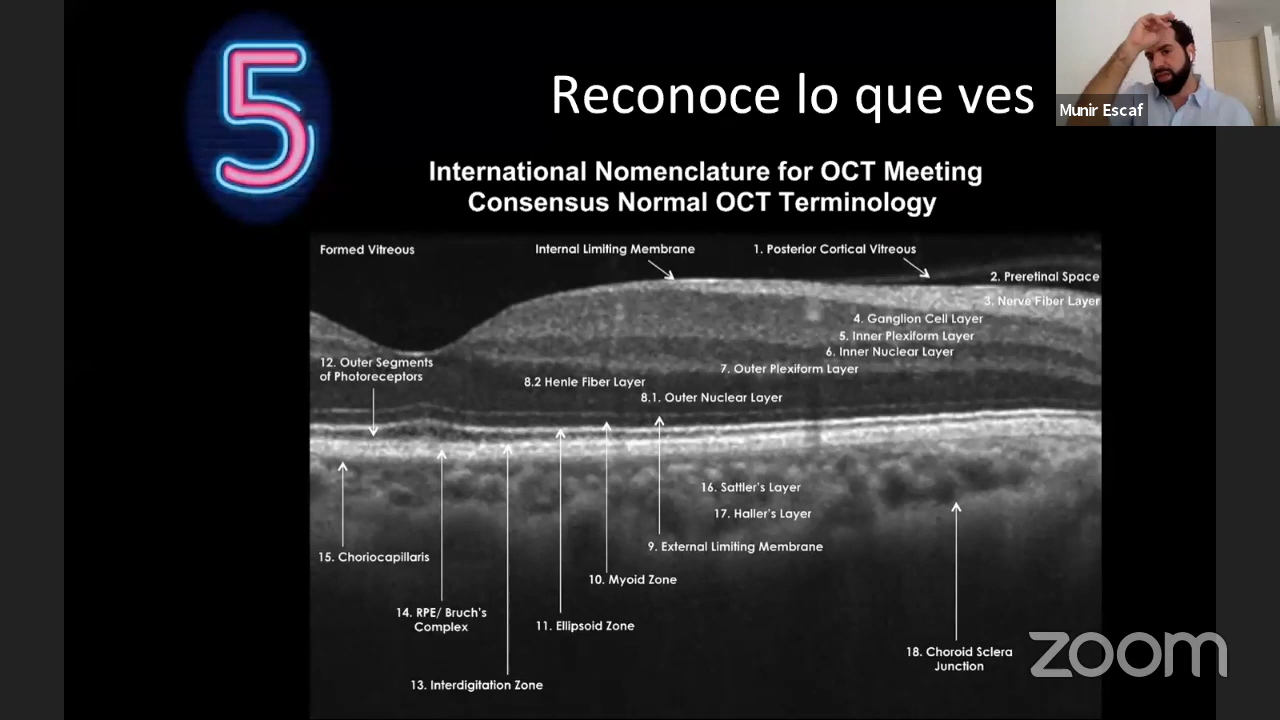 5
Reconoce lo que ves
Munir Escaf
International Nomenclature for OCT Meeting
Consensus Normal OCT Terminology
Formed Vitreous
Internal Limiting Membrane
1. Posterior Cortical Vitreous
2. Preretinal Space
3. Nerve Fiber Layer
4. Ganglion Cell Layer
5. Inner Plexiform Layer
6. Inner Nuclear Layer
12. Outer Segments
of Photoreceptors
7. Outer Plexiform Layer
8.2 Henle Fiber Layer
8.1. Outer Nuclear Layer
16. Sattler's Layer
17. Haller's Layer
9. External Limiting Membrane
15. Choriocapillaris
10. Myoid Zone
14. RPE/ Bruch's
Complex
11. Ellipsoid Zone
18. Choroid Sclera
Junction
13. Interdigitation Zone
zoom